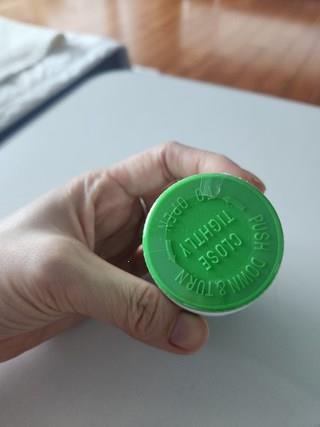 PUSH DOWN & TURN TO OPEN
CLOSE
TIGHTLY